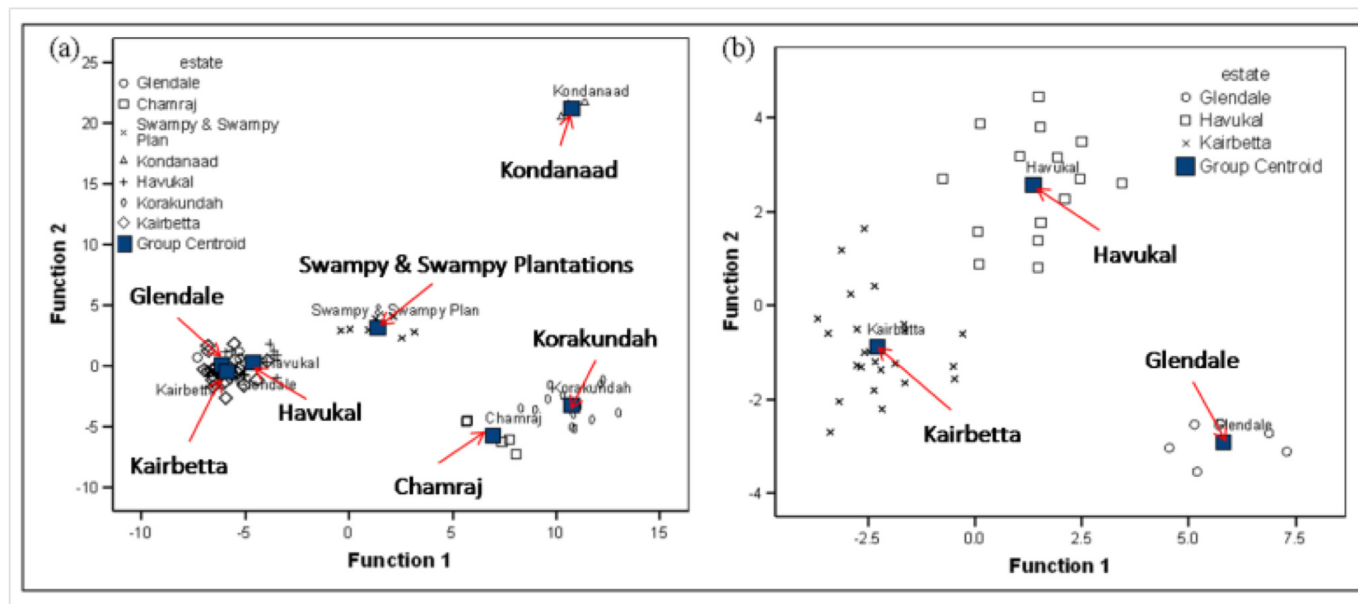 (a)
estate
Glendale
Chamraj
Swampy & Swampy
Plan
Kondanaad
Havukal
Korakundah
Kairbetta
Group Centroid
Kondanaad
Kondanaad
Swampy & Swampy Plantations
Swampy & Swampy Plan
Glendale
Korakundah
Korakundah
Havukal
Kairbetta
Glendale
Havukal
Chamraj
Kairbetta
Chamraj
25
20
15
10
5
0
-5
-10
Function 2
-10
-5
0
5
10
15
Function 1
(b)
estate
Glendale
Havukal
Kairbetta
Group Centroid
Havukal
Havukal
Kairbetta
Glendale
Kairbetta
Glendale
4
2
0
-2
-4
Function 2
-2.5
0.0
2.5
5.0
7.5
Function 1